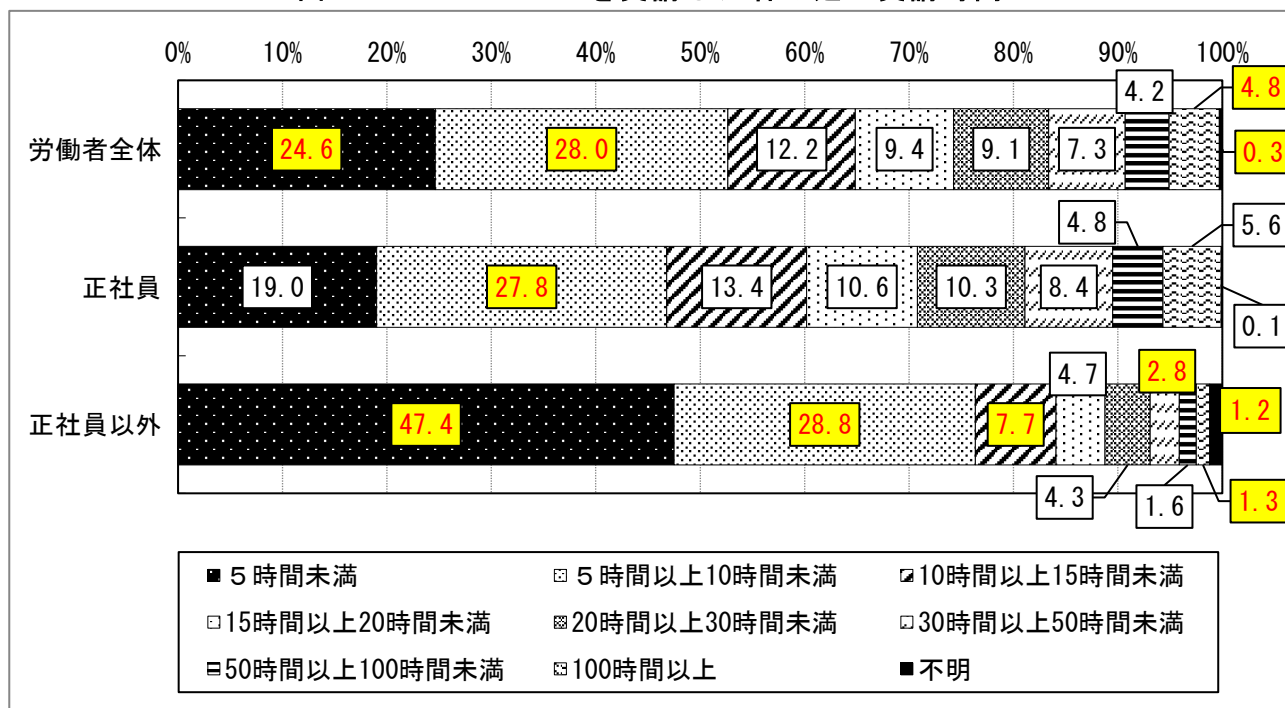 0% 10% 20% 30% 40% 50% 60% 70% 80% 90% 100%
4.2 4.8
労働者全体 24.6 28.0 12.2 9.4 9.1 7.3 0.3
4.8 5.6
正社員 19.0 27.8 13.4 10.6 10.3 8.4 0.1
4.7 2.8 1.2
正社員以外 47.4 28.8 7.7
4.3 1.6 1.3
５時間未満 ５時間以上10時間未満 10時間以上15時間未満
15時間以上20時間未満 20時間以上30時間未満 30時間以上50時間未満
50時間以上100時間未満 100時間以上 不明